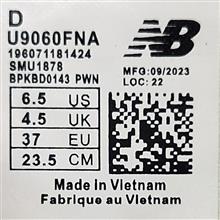 D
U9060FNA
196071181424
SMU1878
BPKBD0143 PWN
NB
MFG:09/2023
LOC: 22
6.5 US
4.5 UK
37 EU
23.5 CM
Made in Vietnam
Fabrique au Vietnam